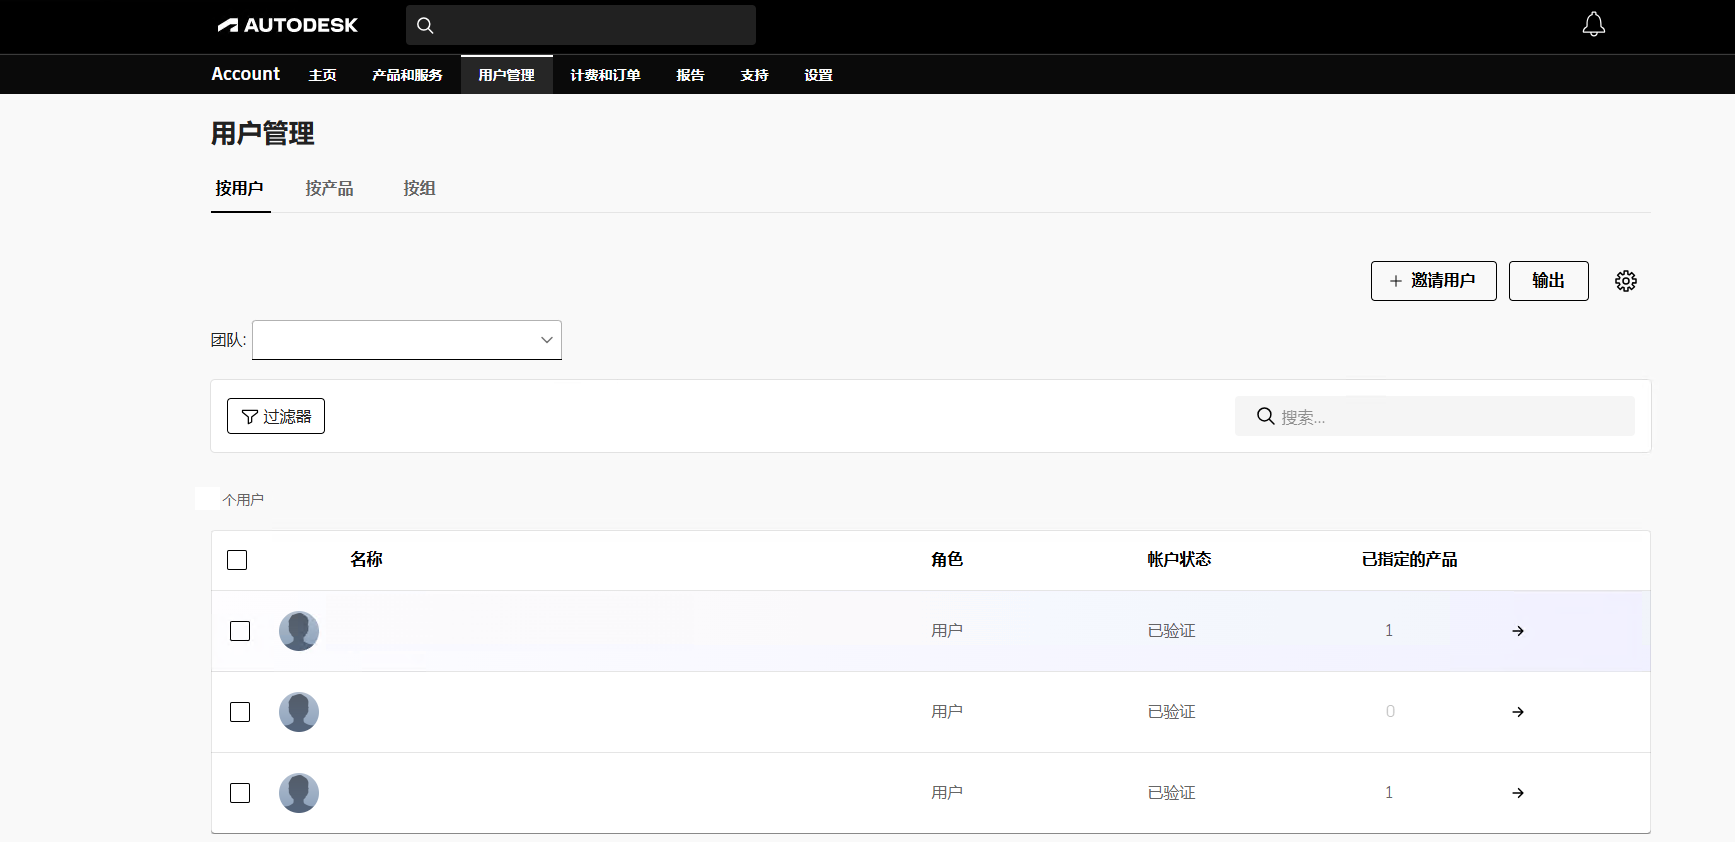 AUTODESK
Account 主页 产品和服务 用户管理 计费和订单 报告 支持 设置
用户管理
按用户 按产品 按组
邀请用户 输出
团队:
过滤器 搜索...
个用户
名称 角色 帐户状态 已指定的产品
用户 已验证 1
用户 已验证 0
用户 已验证 1